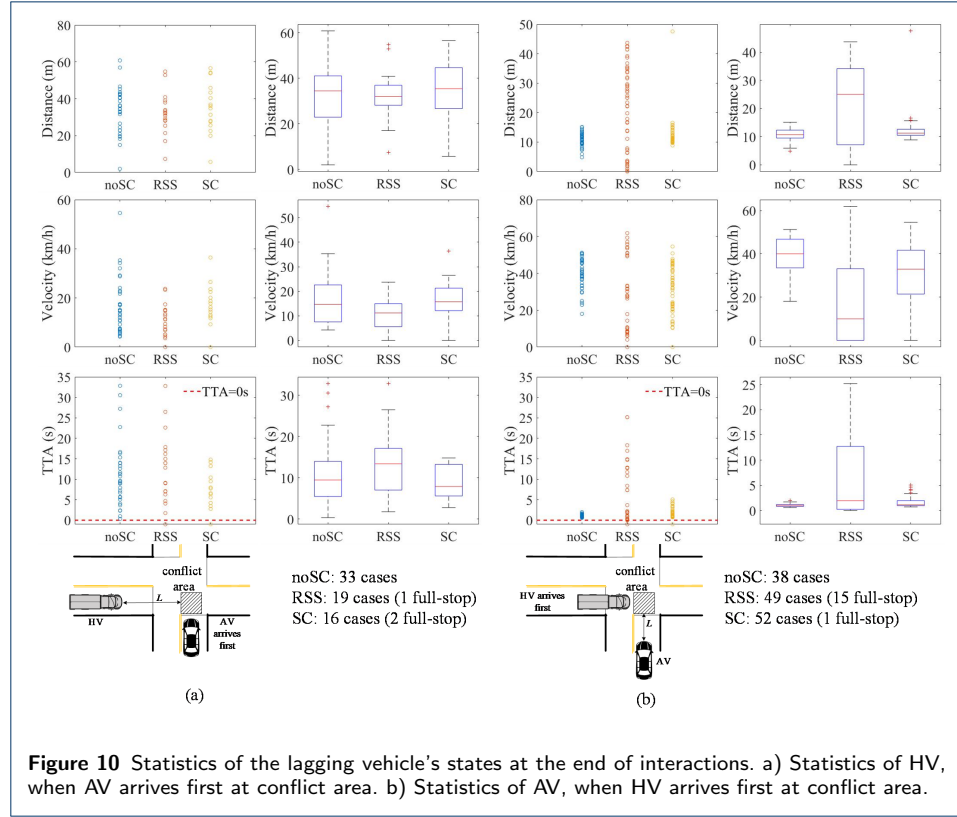 80
60
40
20
0
Distance (m)
noSC RSS SC
60
40
20
0
Distance (m)
noSC RSS SC
50
40
30
20
10
0
Distance (m)
noSC RSS SC
50
40
30
20
10
0
Distance (m)
noSC RSS SC
60
40
20
0
Velocity (km/h)
noSC RSS SC
50
40
30
20
10
0
Velocity (km/h)
noSC RSS SC
80
60
40
20
0
Velocity (km/h)
noSC RSS SC
60
40
20
0
Velocity (km/h)
noSC RSS SC
35
30
25
20
15
10
5
0
TTA (s)
TTA=0s
noSC RSS SC
30
20
10
0
TTA (s)
noSC RSS SC
35
30
25
20
15
10
5
0
TTA (s)
TTA=0s
noSC RSS SC
25
20
15
10
5
0
TTA (s)
noSC RSS SC
conflict
area
L
HV
AV
arrives
first
noSC: 33 cases
RSS: 19 cases (1 full-stop)
SC: 16 cases (2 full-stop)
(a)
conflict
area
HV arrives
first
L
AV
noSC: 38 cases
RSS: 49 cases (15 full-stop)
SC: 52 cases (1 full-stop)
(b)
Figure 10 Statistics of the lagging vehicle's states at the end of interactions. a) Statistics of HV,
when AV arrives first at conflict area. b) Statistics of AV, when HV arrives first at conflict area.